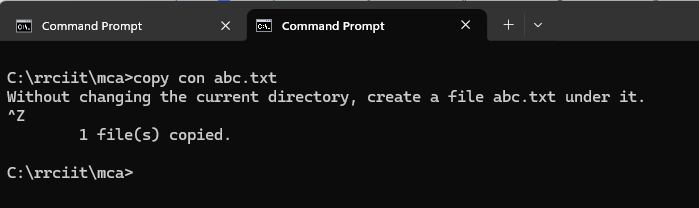 Command Prompt
Command Prompt
C:\rrciit\mca>copy con abc.txt
Without changing the current directory, create a file abc.txt under it.
^Z
1 file(s) copied.
C:\rrciit\mca>